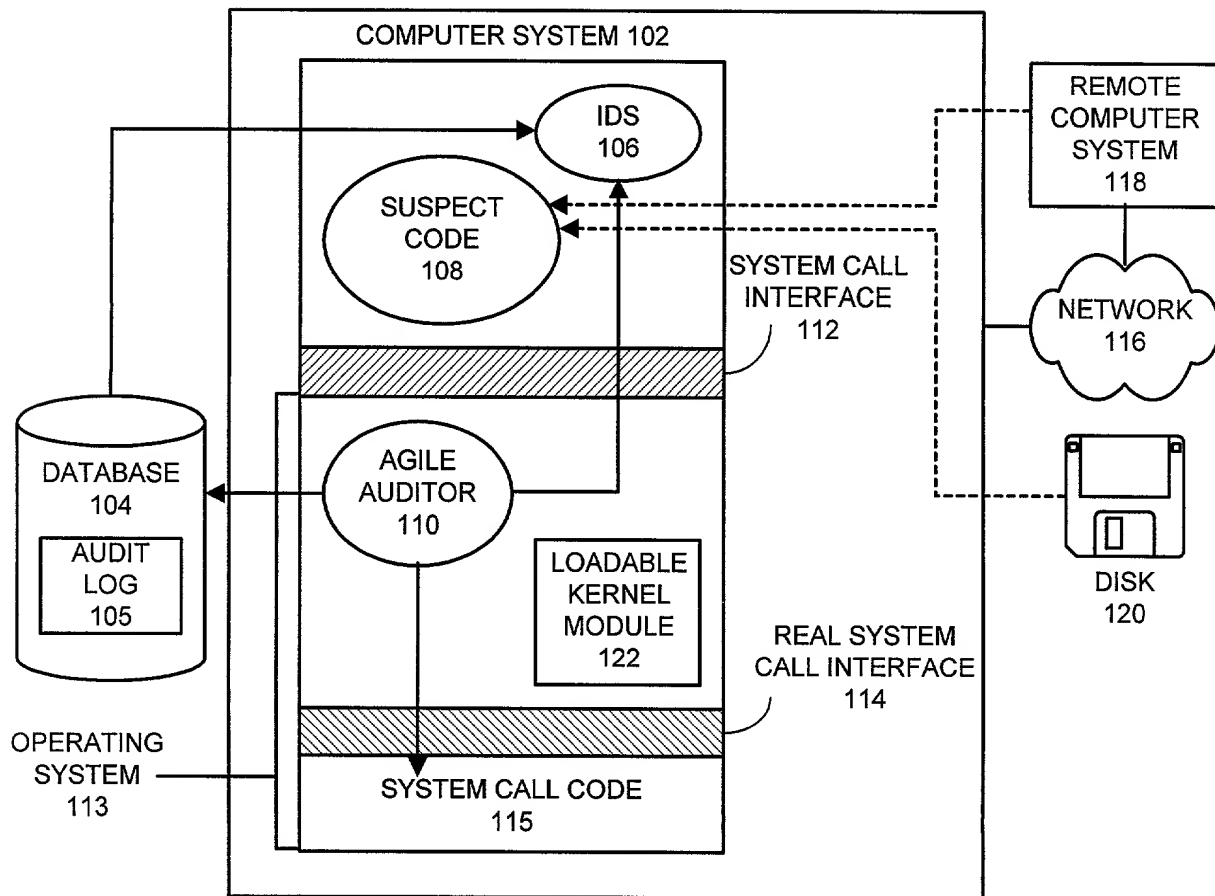 COMPUTER SYSTEM 102
IDS
106
SUSPECT
CODE
108
REMOTE
COMPUTER
SYSTEM
118
SYSTEM CALL
INTERFACE
112
NETWORK
116
DATABASE
104
AUDIT
LOG
105
AGILE
AUDITOR
110
LOADABLE
KERNEL
MODULE
122
DISK
120
REAL SYSTEM
CALL INTERFACE
114
OPERATING
SYSTEM
113
SYSTEM CALL CODE
115